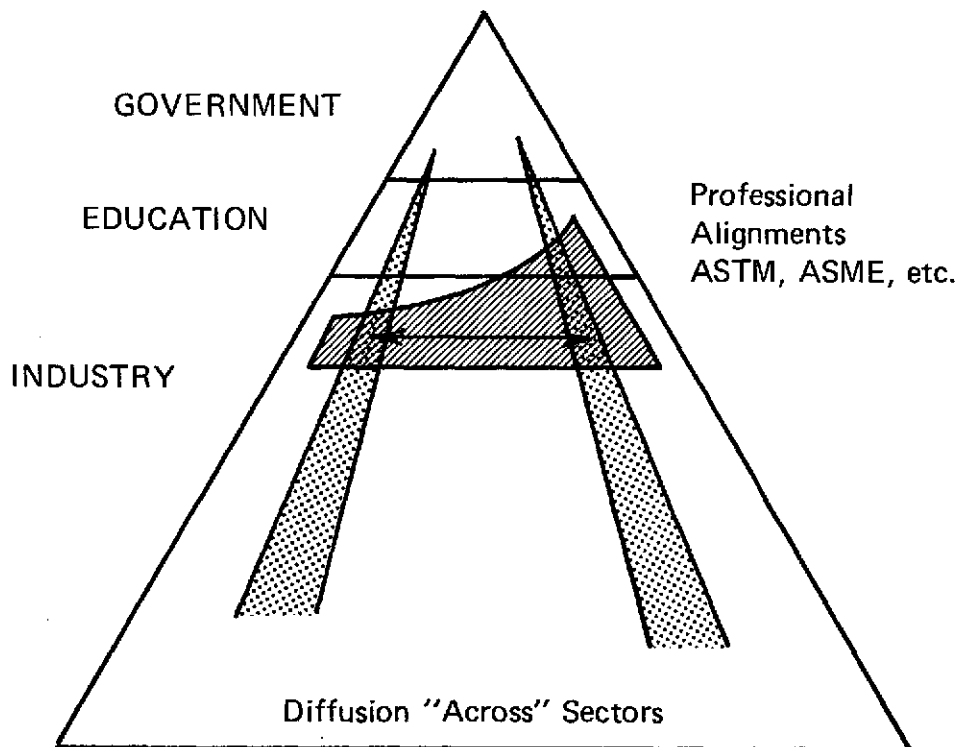 GOVERNMENT
EDUCATION
INDUSTRY
Professional
Alignments
ASTM, ASME, etc.
Diffusion "Across" Sectors